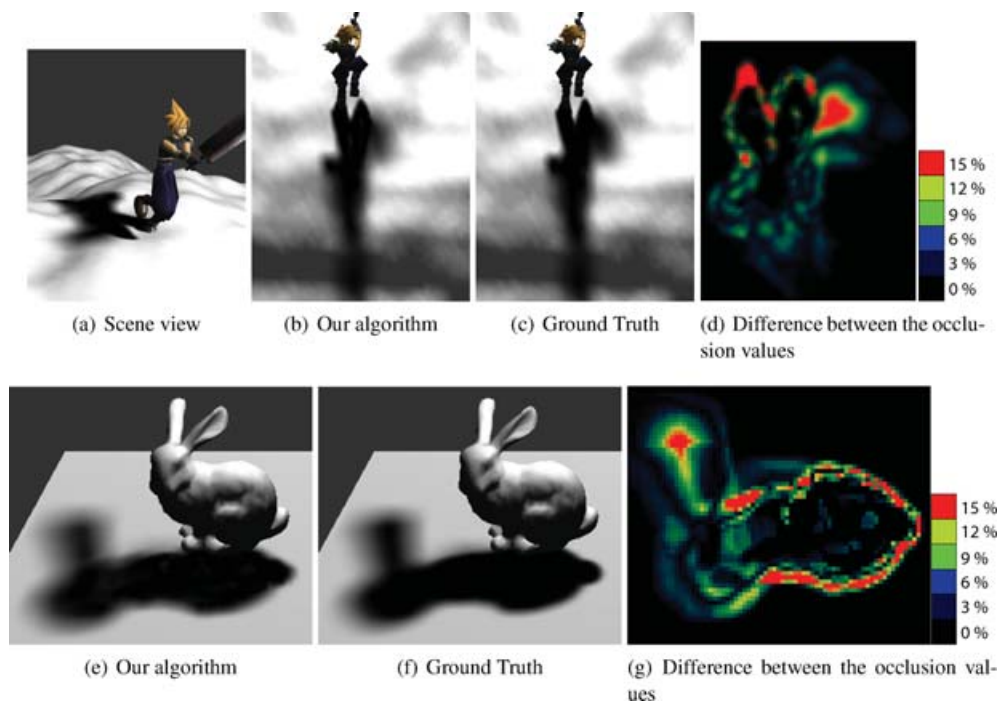 15 %
12 %
9 %
6 %
3 %
0 %
(a) Scene view
(b) Our algorithm
(c) Ground Truth
(d) Difference between the occlu-
sion values
15 %
12 %
9 %
6 %
3 %
0 %
(e) Our algorithm
(f) Ground Truth
(g) Difference between the occlusion val-
ues